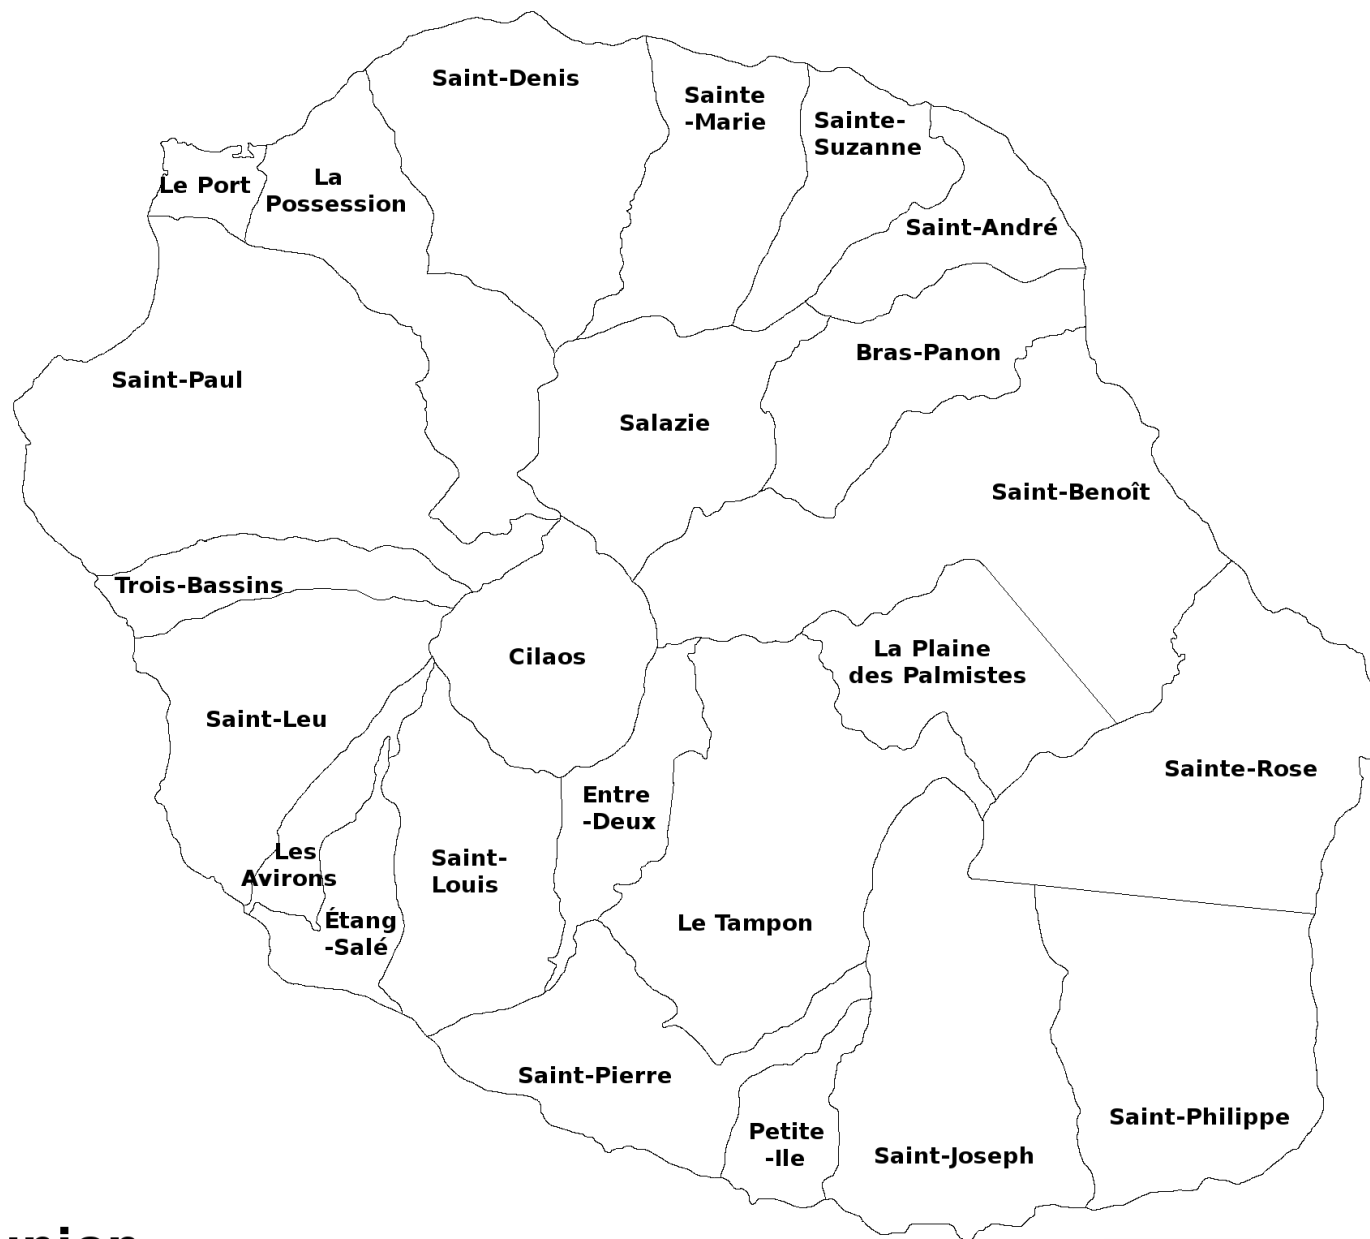 Saint-Denis
Sainte
-Marie
Sainte-
Suzanne
Le Port
La
Possession
Saint-André
Bras-Panon
Saint-Paul
Salazie
Saint-Benoît
Trois-Bassins
Cilaos
La Plaine
des Palmistes
Saint-Leu
Sainte-Rose
Entre
-Deux
Les
Avirons
Saint-
Louis
Étang
-Salé
Le Tampon
Saint-Pierre
Petite
-Ile
Saint-Joseph
Saint-Philippe